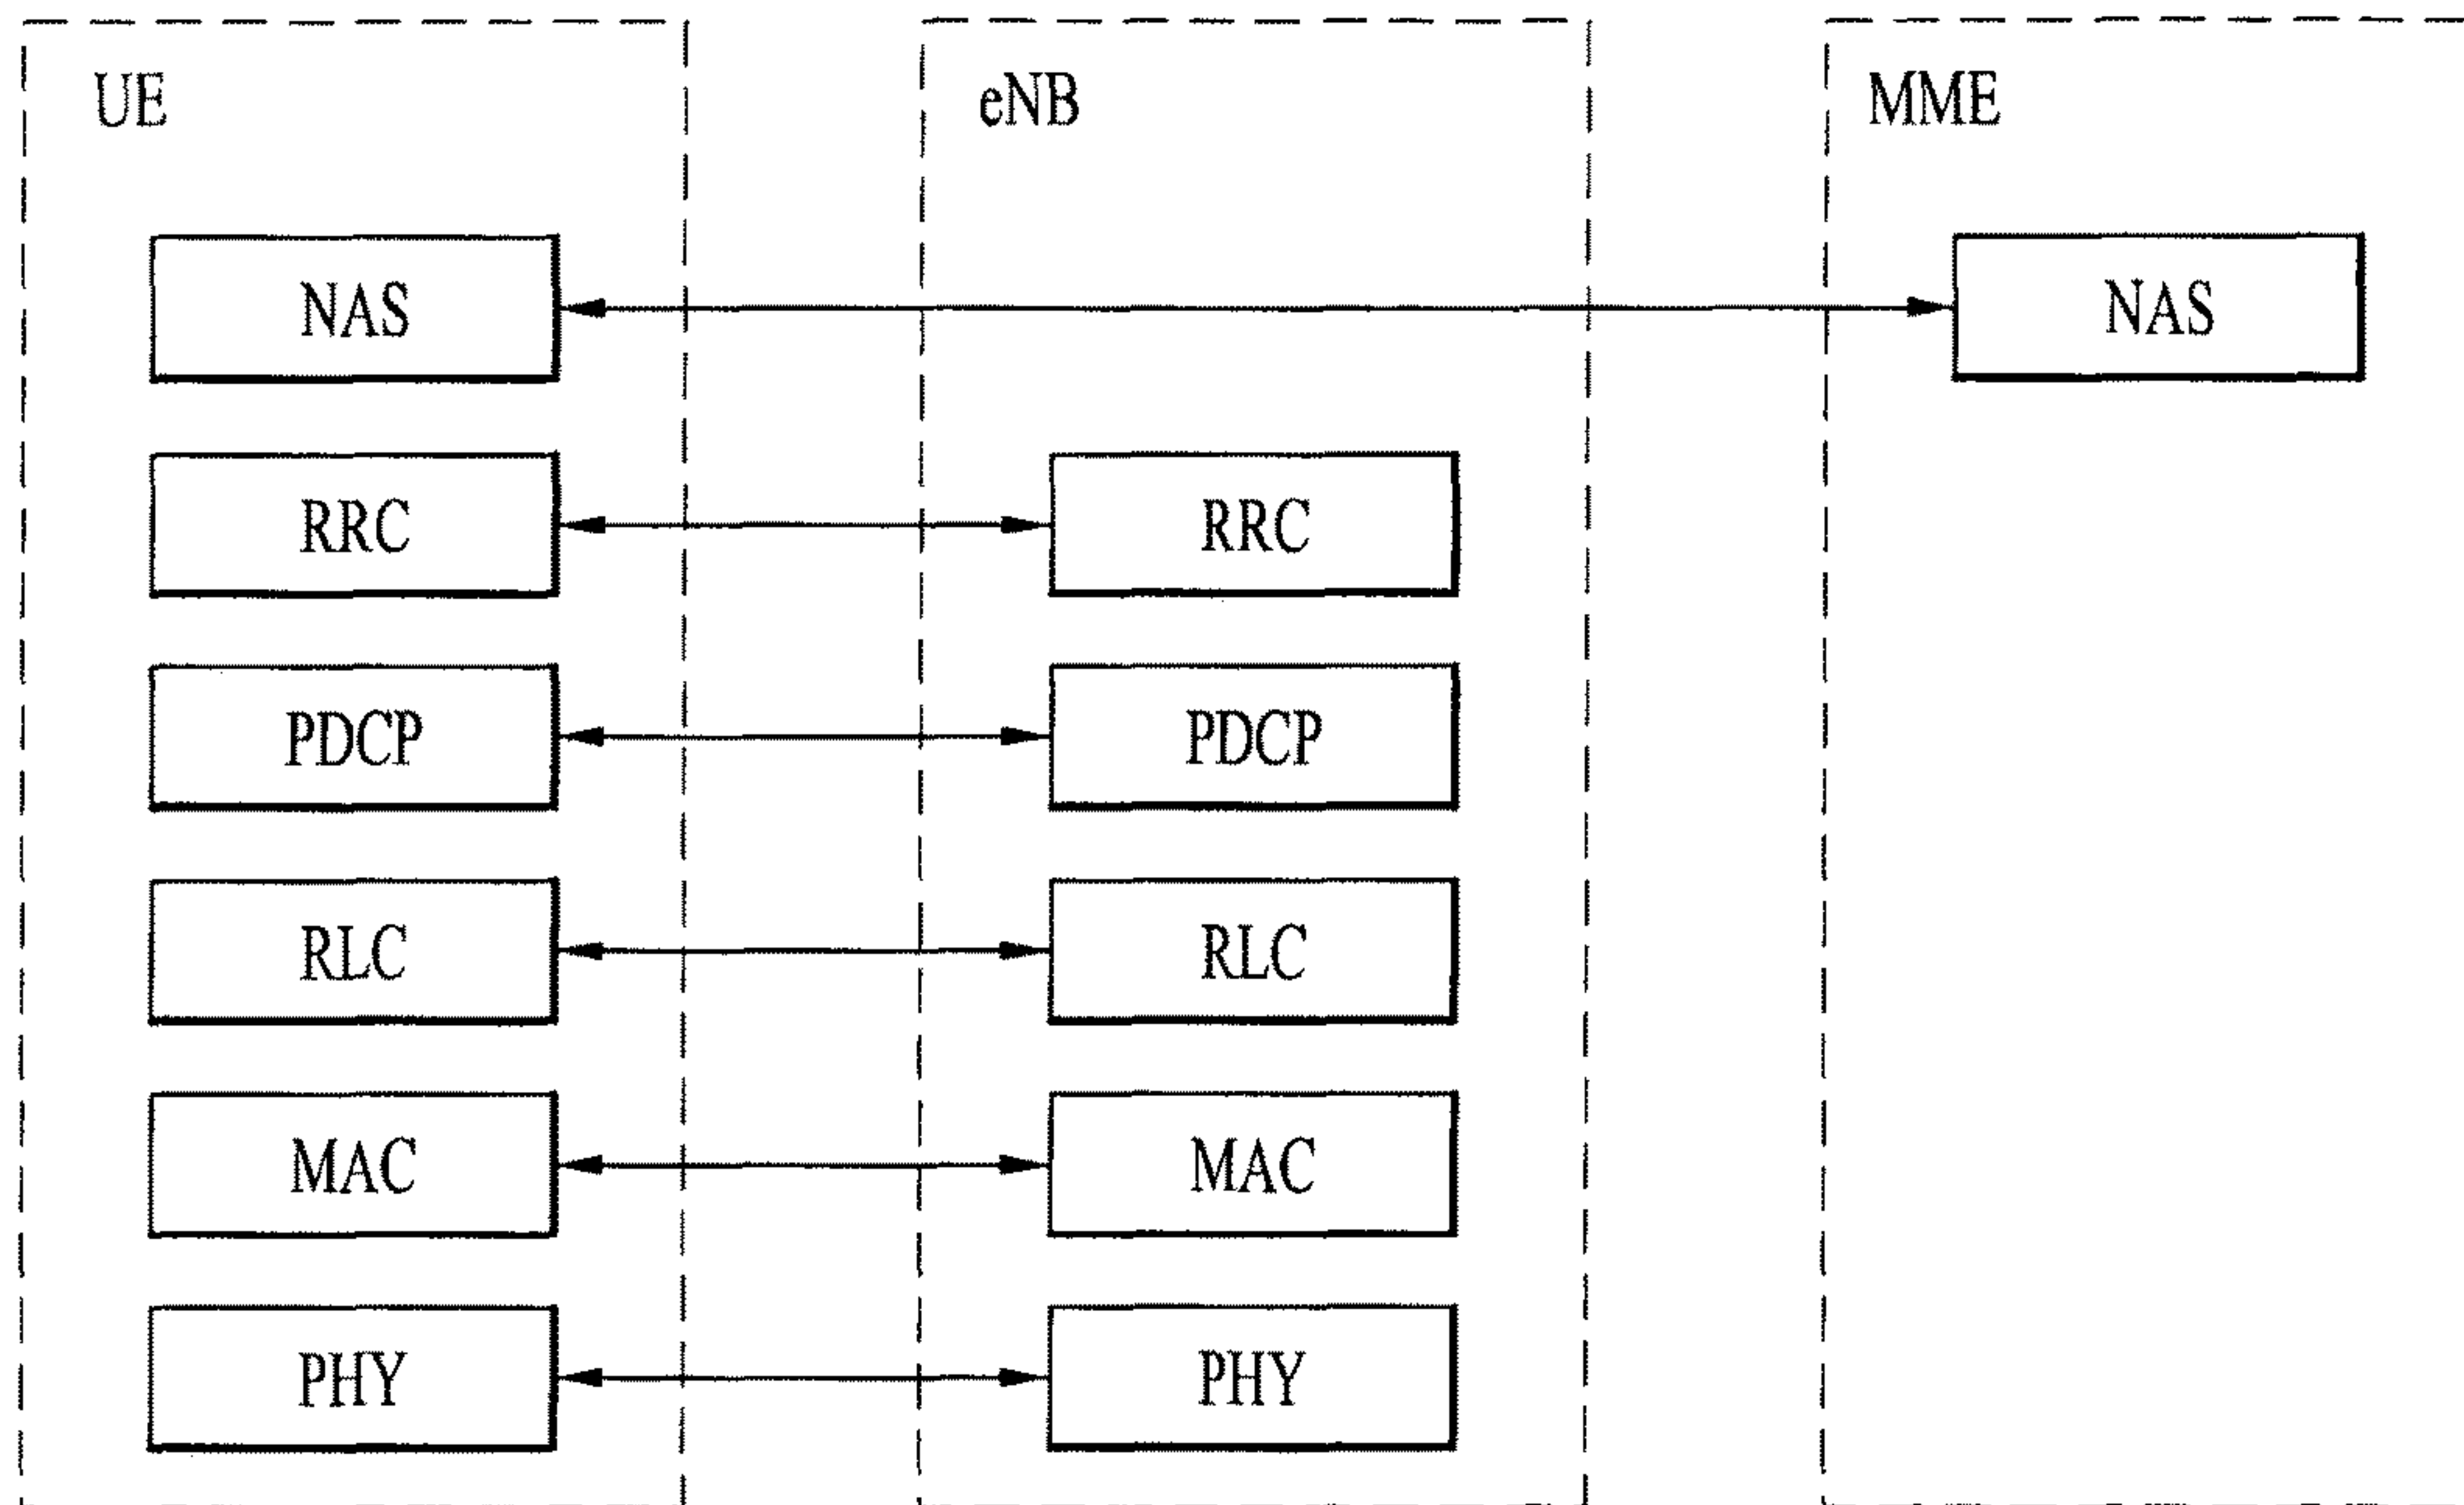 UE eNB MME
NAS NAS
RRC RRC
PDCP PDCP
RLC RLC
MAC MAC
PHY PHY